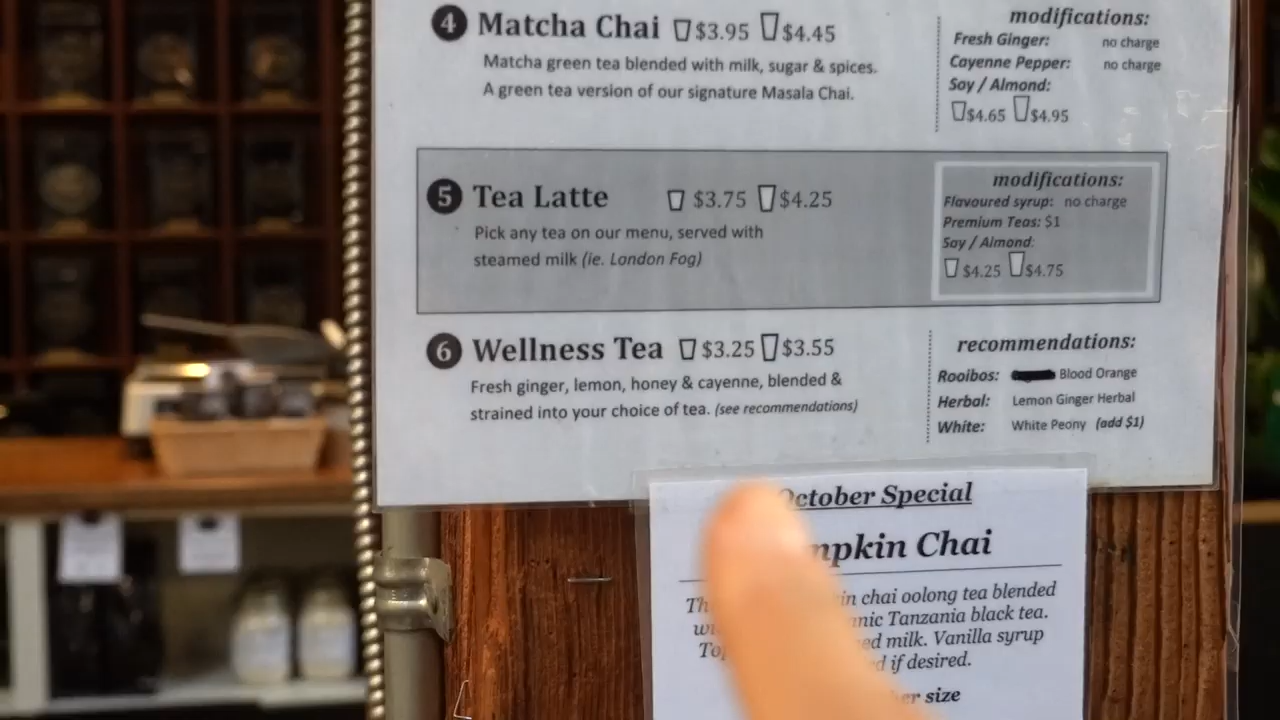 4 Matcha Chai $3.95 $4.45
Matcha green tea blended with milk, sugar & spices.
A green tea version of our signature Masala Chai.
modifications:
Fresh Ginger: no charge
Cayenne Pepper: no charge
Soy / Almond:
$4.65 $4.95
5 Tea Latte $3.75 $4.25
Pick any tea on our menu, served with
steamed milk (ie. London Fog)
modifications:
Flavoured syrup: no charge
Premium Teas: $1
Soy / Almond:
$4.25 $4.75
6 Wellness Tea $3.25 $3.55
Fresh ginger, lemon, honey & cayenne, blended &
strained into your choice of tea. (see recommendations)
recommendations:
Rooibos: Blood Orange
Herbal: Lemon Ginger Herbal
White: White Peony (add $1)
October Special
Chai
chai oolong tea blended
Tanzania black tea.
milk. Vanilla syrup
if desired.
size